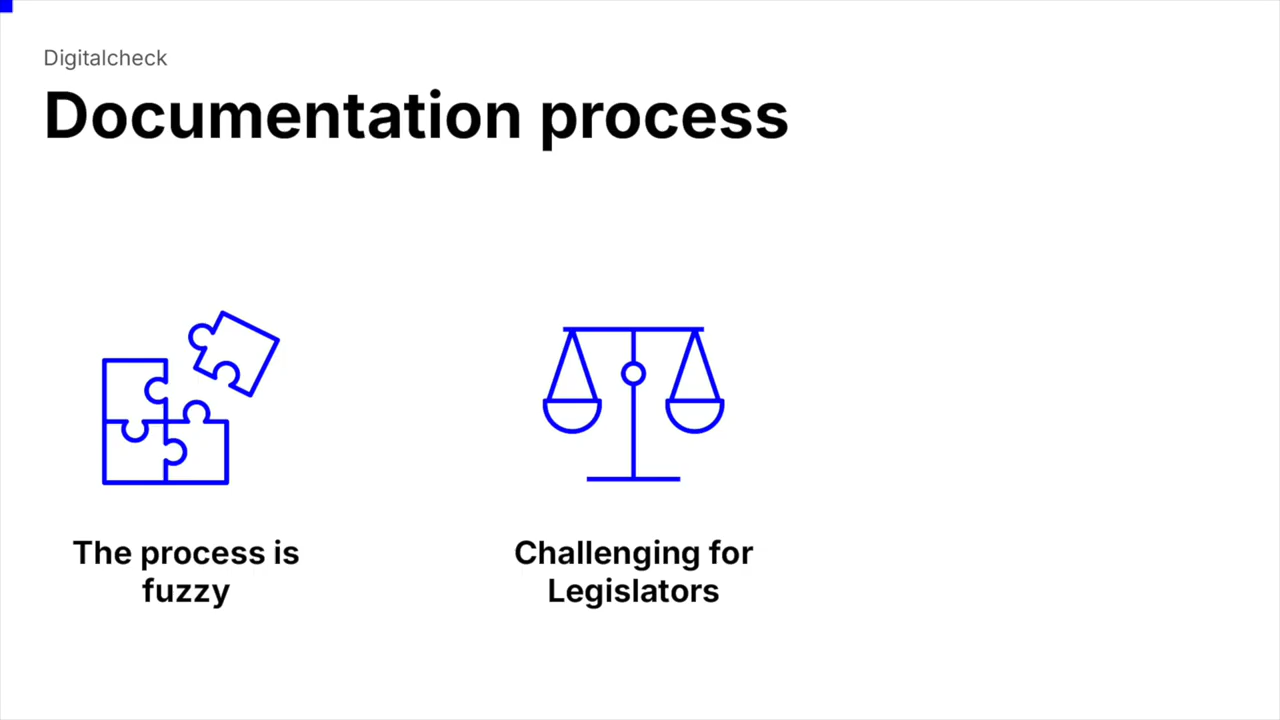 Digitalcheck
Documentation process
The process is
fuzzy
Challenging for
Legislators